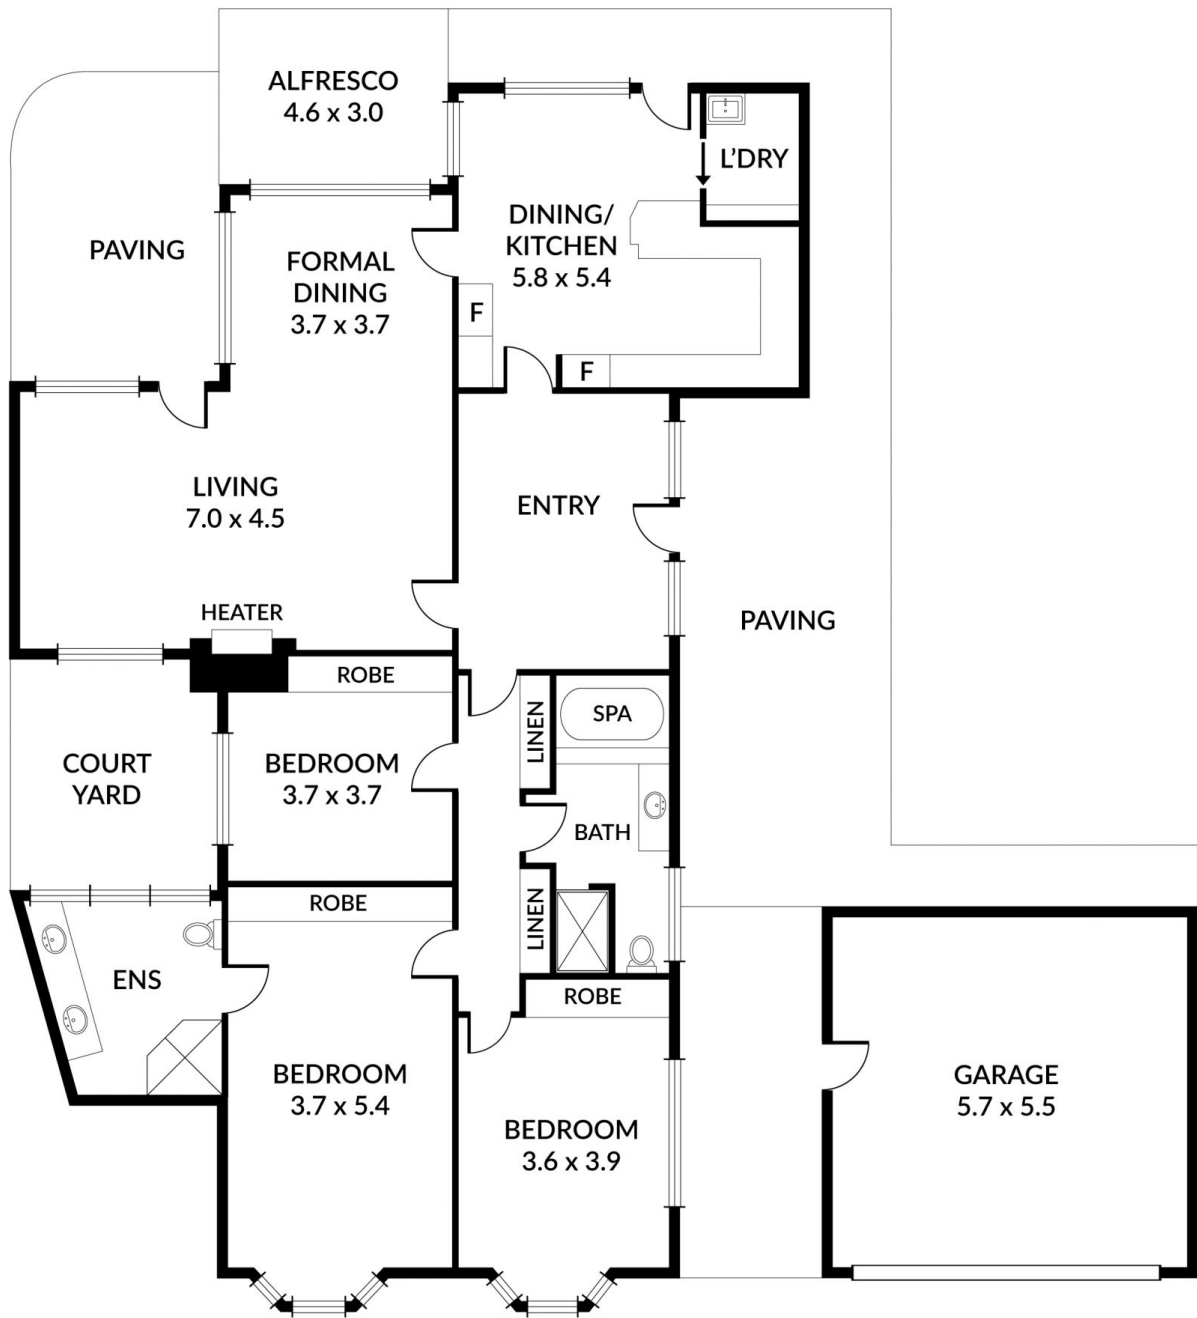 ALFRESCO
4.6 x 3.0
L'DRY
PAVING
DINING/
KITCHEN
5.8 x 5.4
FORMAL
DINING
3.7 x 3.7
F
F
LIVING
7.0 x 4.5
ENTRY
HEATER
PAVING
ROBE
LINEN
SPA
COURT
YARD
BEDROOM
3.7 x 3.7
BATH
ROBE
LINEN
ENS
ROBE
BEDROOM
3.7 x 5.4
GARAGE
5.7 x 5.5
BEDROOM
3.6 x 3.9